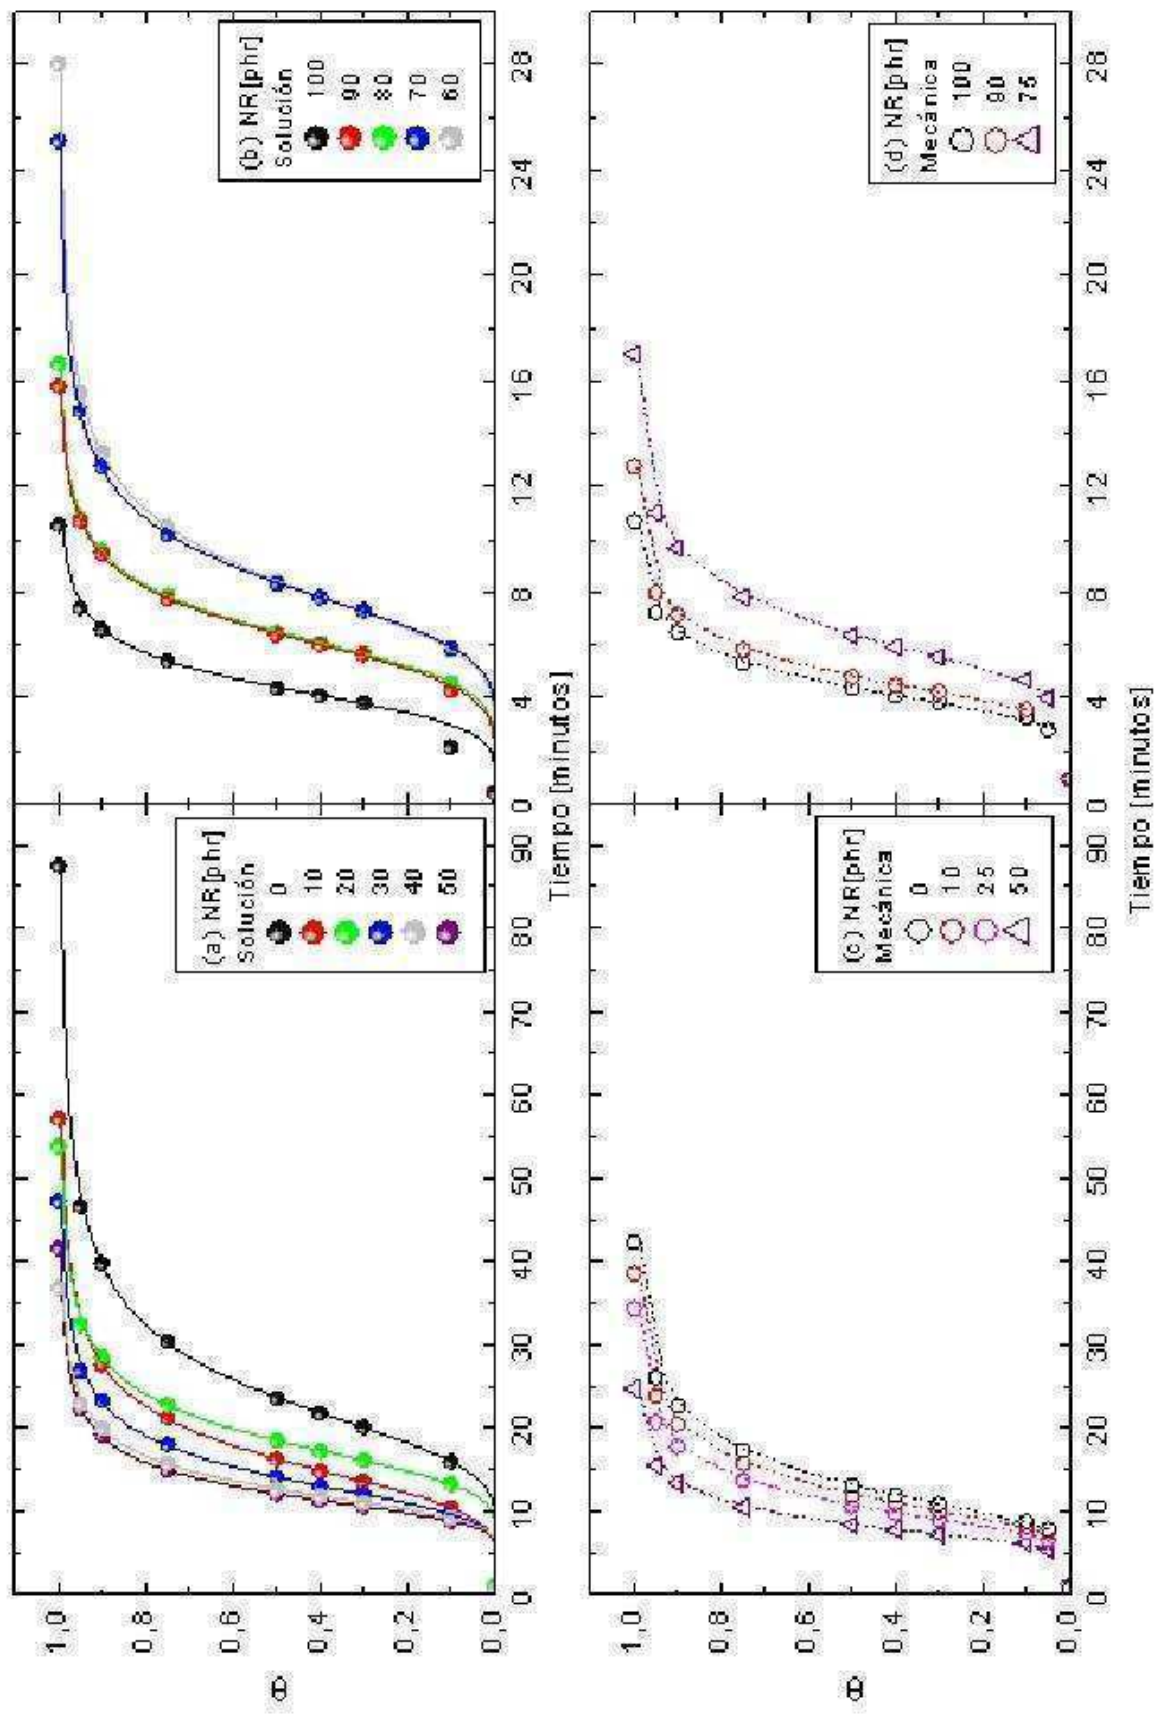 (a) NR[phr]
Solución
0
10
20
30
40
50
(b) NR[phr]
Solución
100
90
80
70
60
Θ
1,0
0,8
0,6
0,4
0,2
0,0
0 10 20 30 40 50 60 70 80 90 0 4 8 12 16 20 24 28
Tiempo [minutos]
(c) NR[phr]
Mecánica
0
10
25
50
(d) NR[phr]
Mecánica
100
90
75
Θ
1,0
0,8
0,6
0,4
0,2
0,0
0 10 20 30 40 50 60 70 80 90 0 4 8 12 16 20 24 28
Tiempo [minutos]